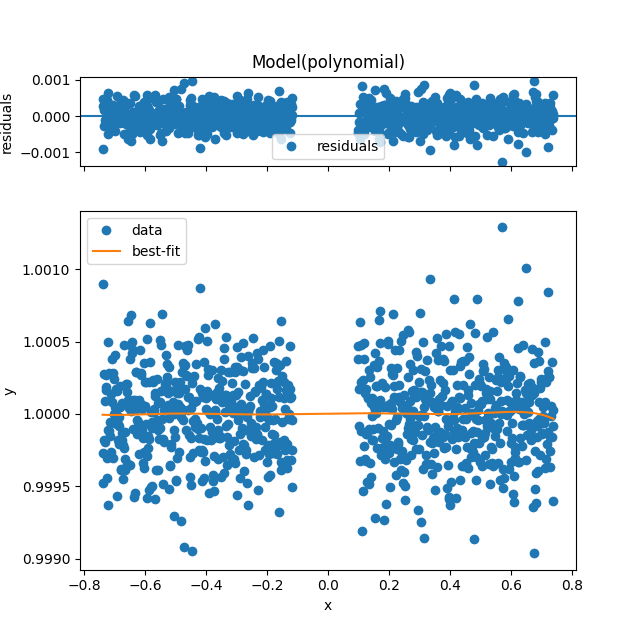 Model(polynomial)
0.001
0.000
−0.001
residuals
residuals
data
best-fit
1.0010
1.0005
1.0000
0.9995
0.9990
y
−0.8 −0.6 −0.4 −0.2 0.0 0.2 0.4 0.6 0.8
x